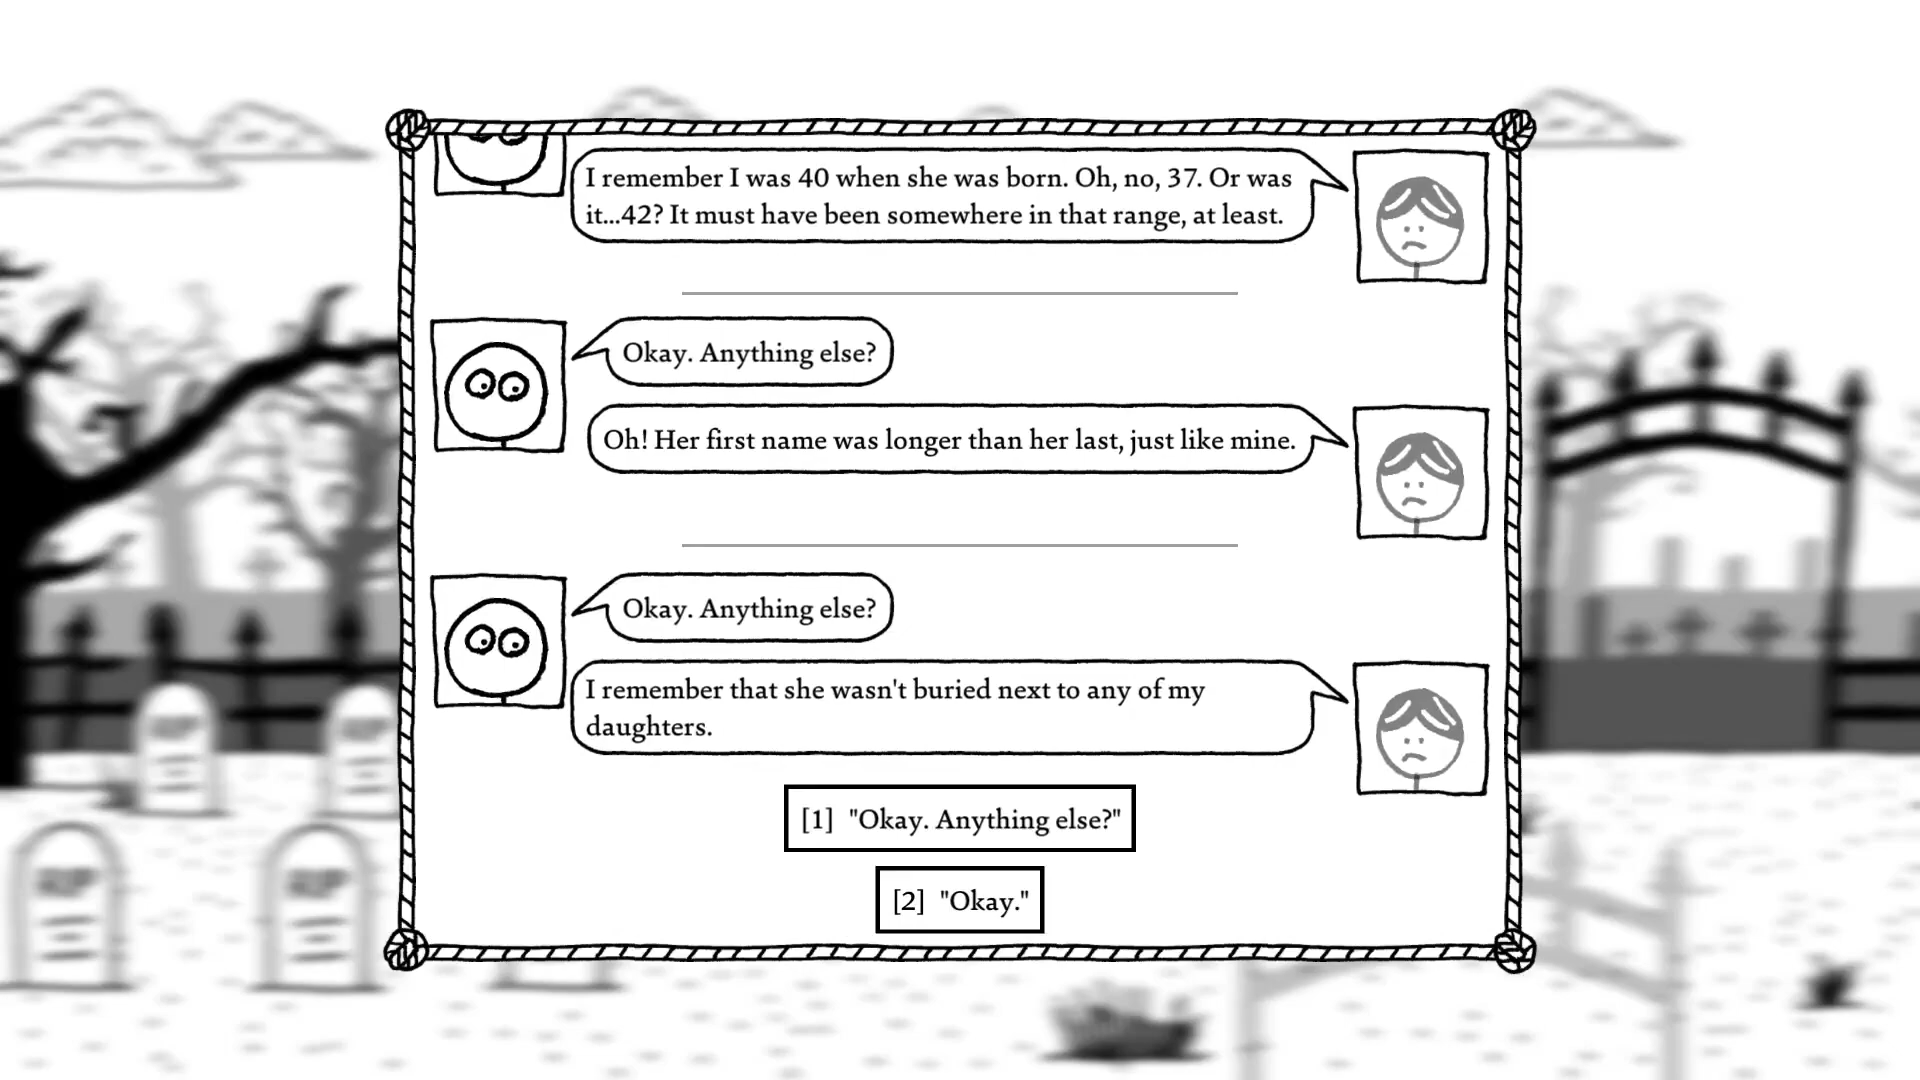 I remember I was 40 when she was born. Oh, no, 37. Or was
it...42? It must have been somewhere in that range, at least.
Okay. Anything else?
Oh! Her first name was longer than her last, just like mine.
Okay. Anything else?
I remember that she wasn't buried next to any of my
daughters.
[1] "Okay. Anything else?"
[2] "Okay."